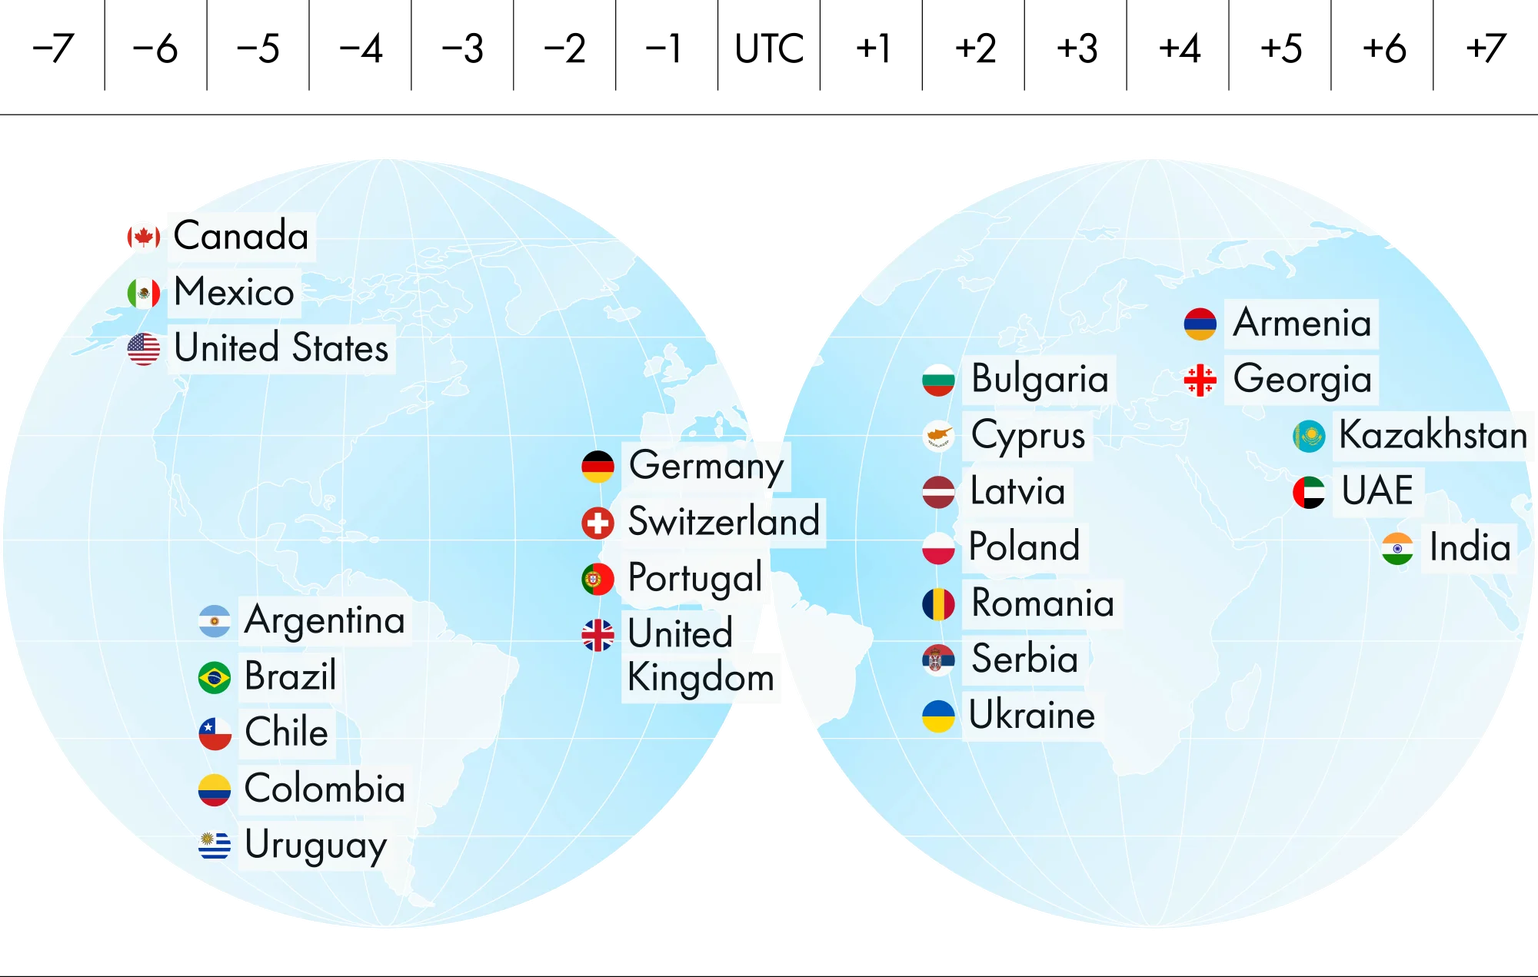 −7 −6 −5 −4 −3 −2 −1 UTC +1 +2 +3 +4 +5 +6 +7
Canada
Mexico
United States
Argentina
Brazil
Chile
Colombia
Uruguay
Germany
Switzerland
Portugal
United
Kingdom
Bulgaria
Cyprus
Latvia
Poland
Romania
Serbia
Ukraine
Armenia
Georgia
Kazakhstan
UAE
India